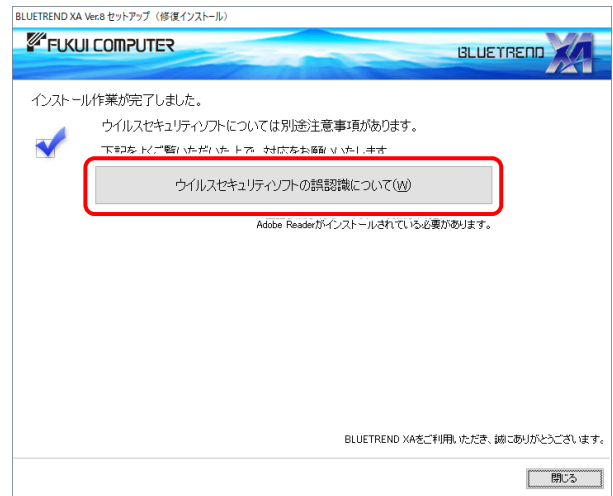 BLUETREND XA Ver.8 セットアップ（修復インストール）
FUKUI COMPUTER
BLUETREND XA
インストール作業が完了しました。
ウイルスセキュリティソフトについては別途注意事項があります。
下記をよくご覧いただいた上で、対応をお願いいたします
ウイルスセキュリティソフトの誤認識について(W)
Adobe Readerがインストールされている必要があります。
BLUETREND XAをご利用いただき、誠にありがとうございます。
閉じる